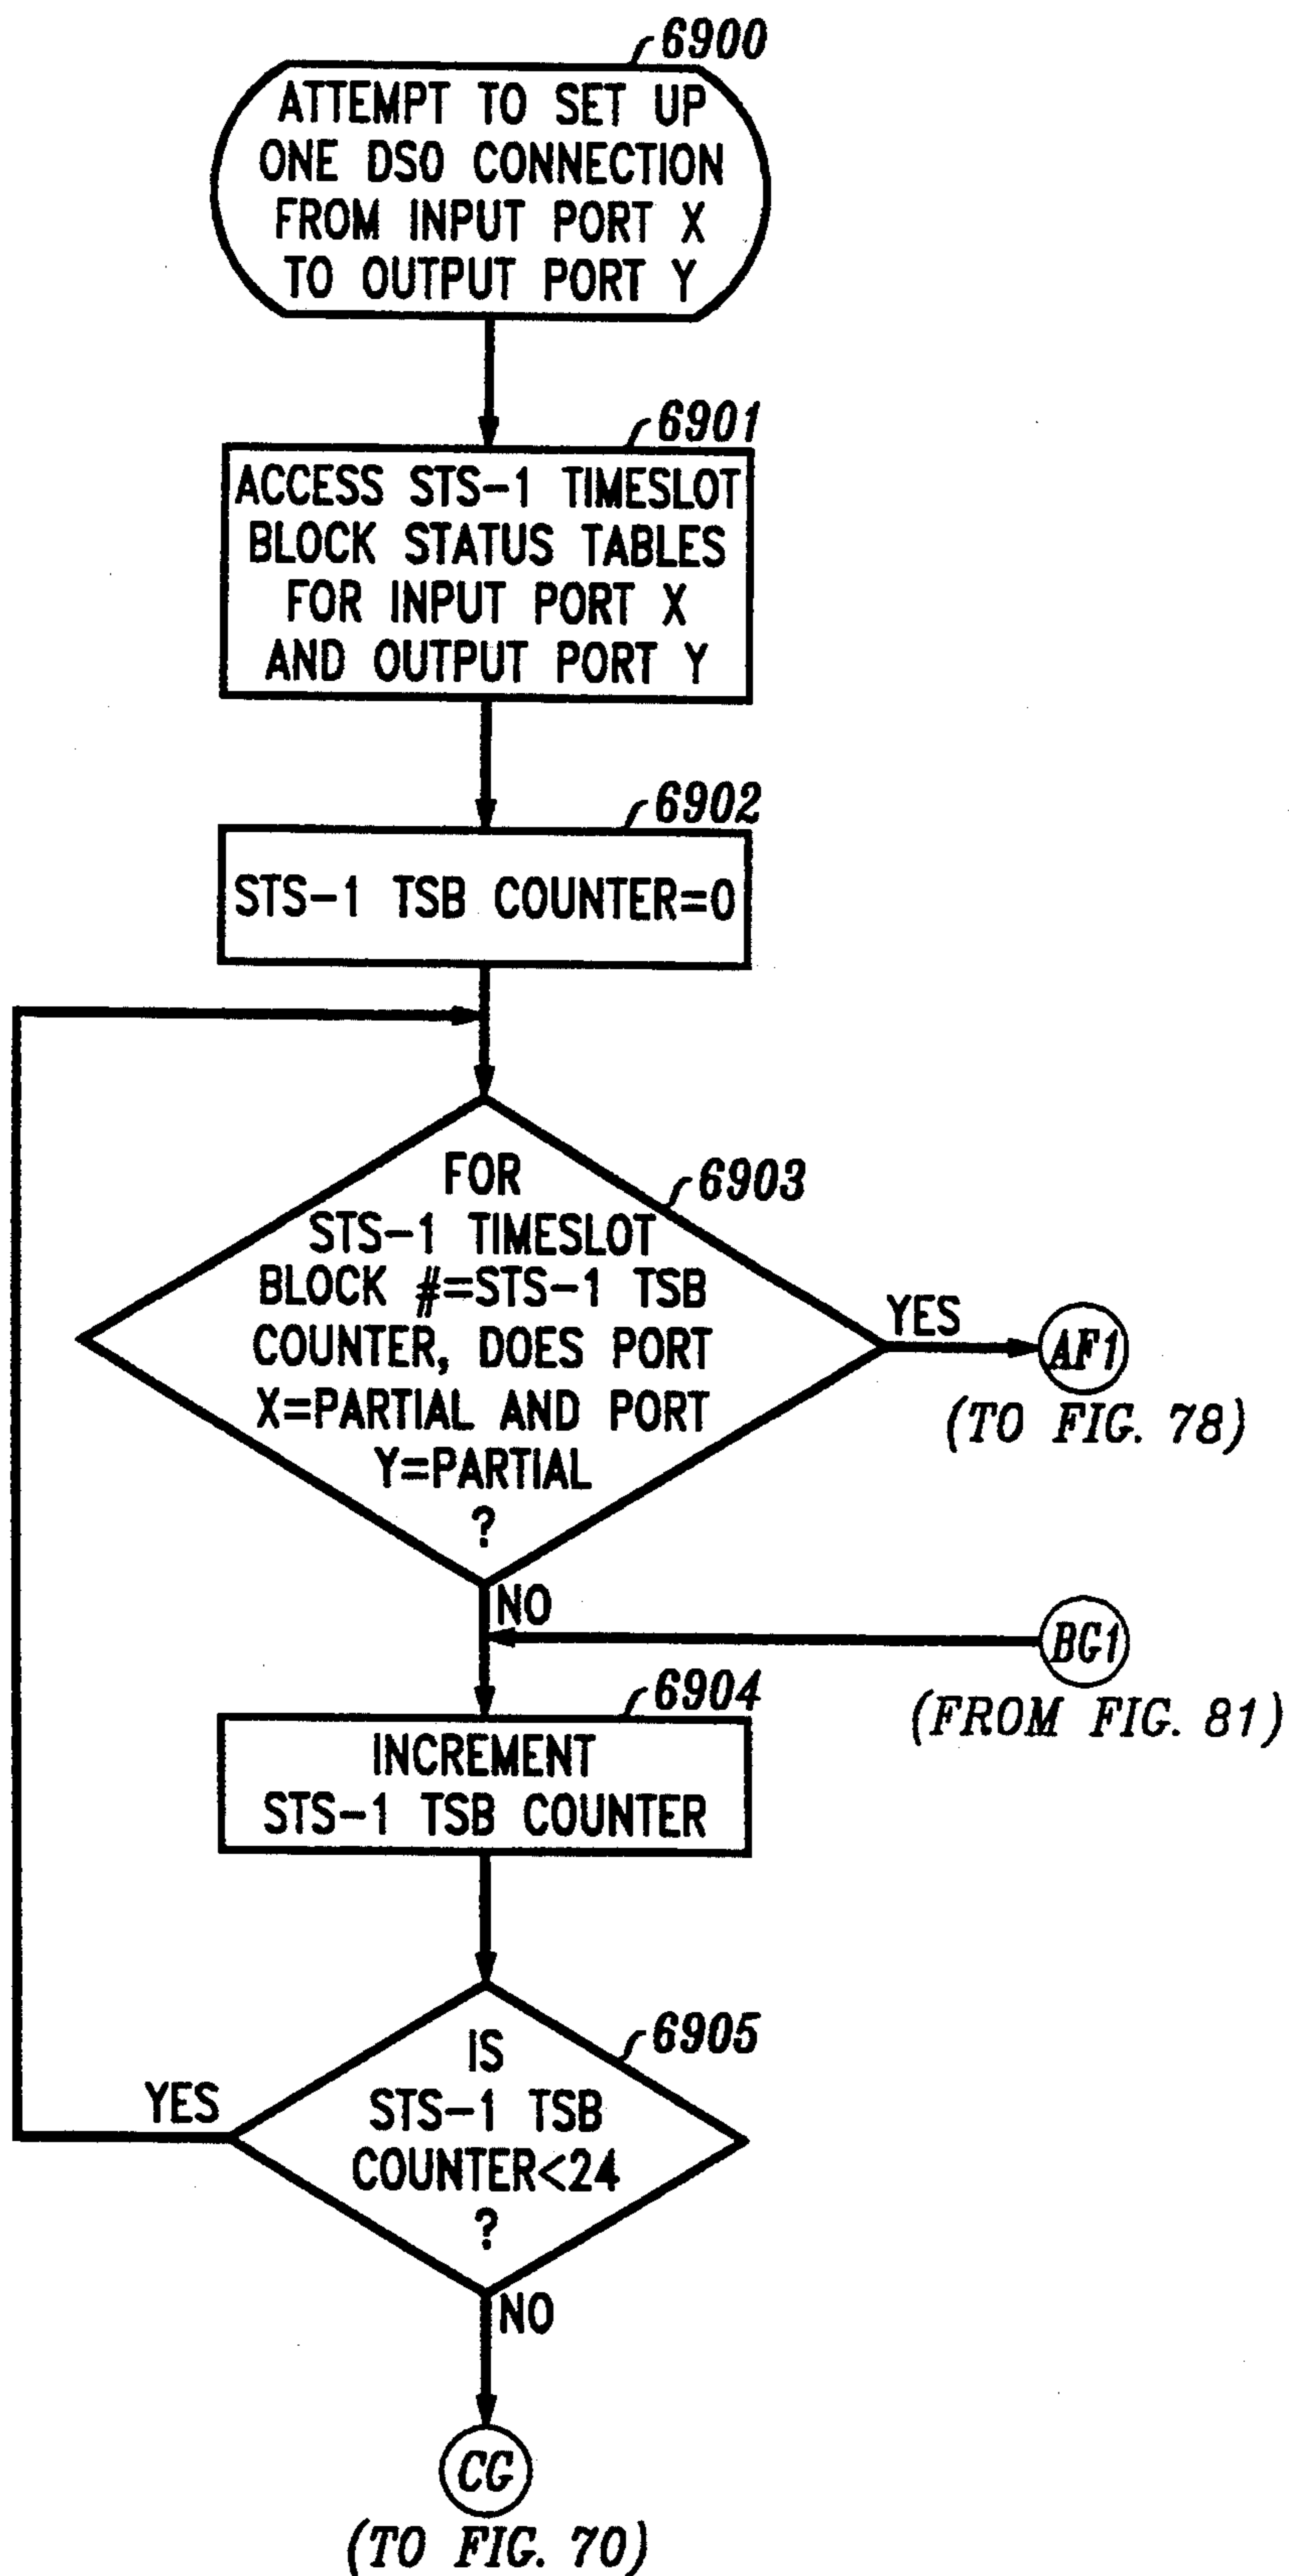 6900
ATTEMPT TO SET UP
ONE DS0 CONNECTION
FROM INPUT PORT X
TO OUTPUT PORT Y
6901
ACCESS STS-1 TIMESLOT
BLOCK STATUS TABLES
FOR INPUT PORT X
AND OUTPUT PORT Y
6902
STS-1 TSB COUNTER=0
6903
FOR
STS-1 TIMESLOT
BLOCK #=STS-1 TSB
COUNTER, DOES PORT
X=PARTIAL AND PORT
Y=PARTIAL
?
YES
AF1
(TO FIG. 78)
NO
BG1
(FROM FIG. 81)
6904
INCREMENT
STS-1 TSB COUNTER
6905
IS
STS-1 TSB
COUNTER<24
?
YES
NO
CG
(TO FIG. 70)